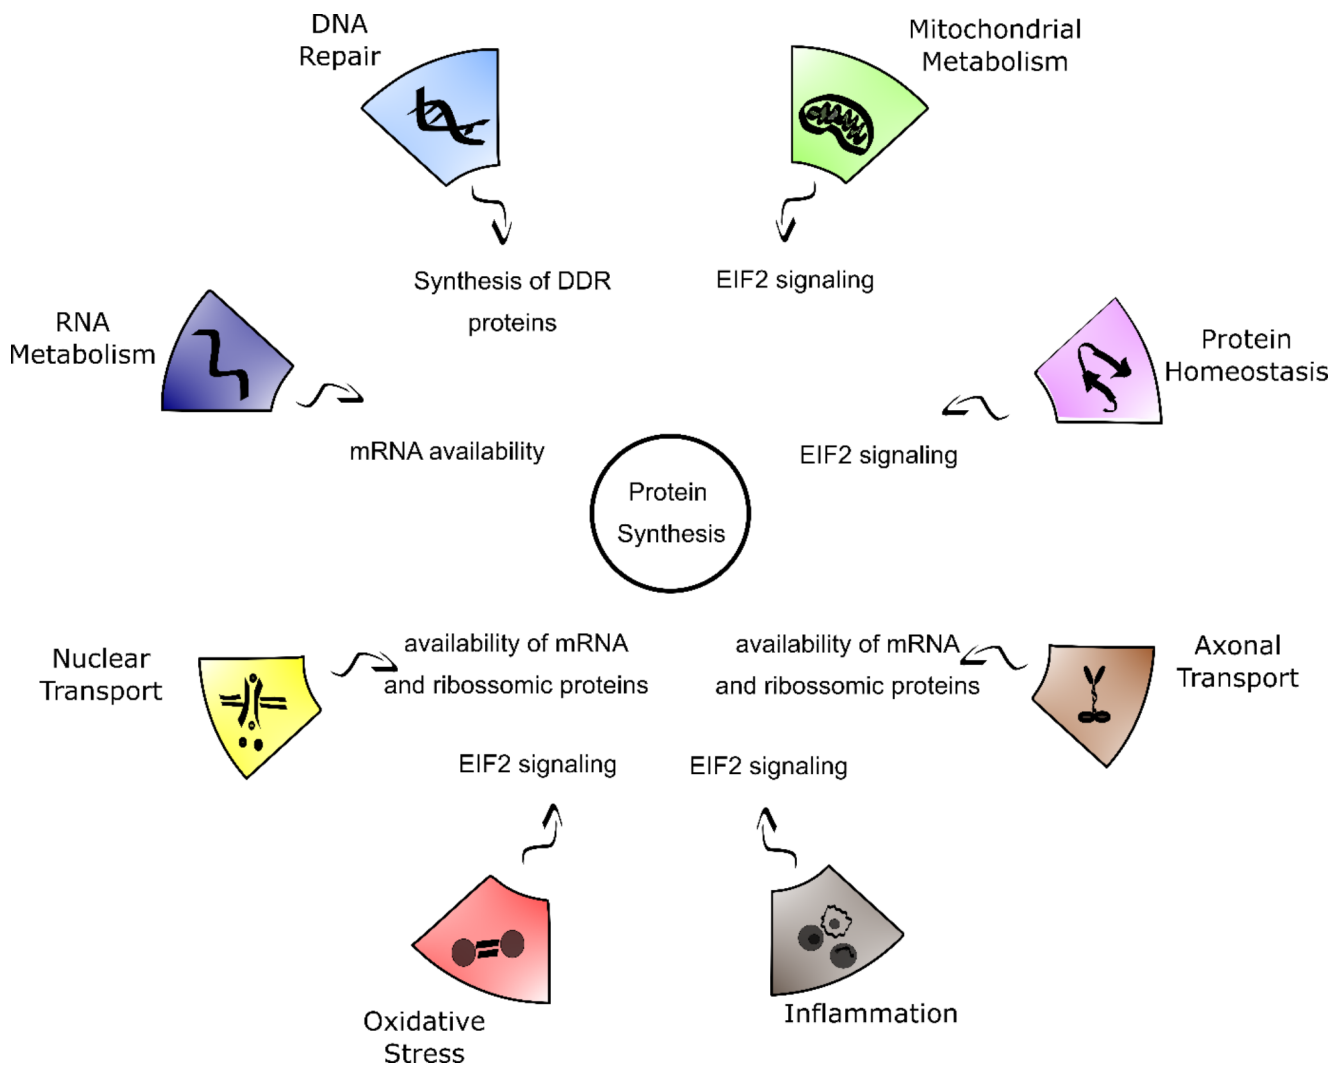 DNA
Repair
Mitochondrial
Metabolism
Synthesis of DDR
proteins
EIF2 signaling
RNA
Metabolism
Protein
Homeostasis
mRNA availability
EIF2 signaling
Protein
Synthesis
Nuclear
Transport
availability of mRNA
and ribossomic proteins
availability of mRNA
and ribossomic proteins
Axonal
Transport
EIF2 signaling
EIF2 signaling
Oxidative
Stress
Inflammation